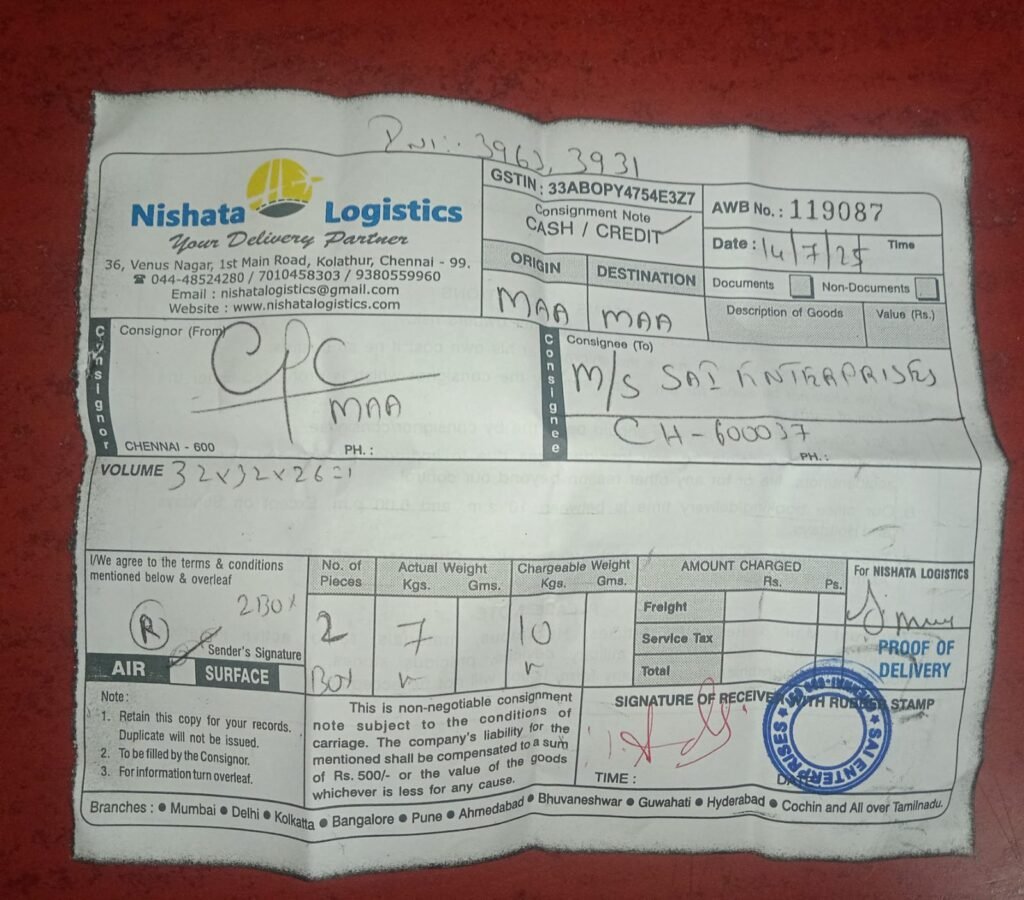 DN1:- 3963, 3931
Nishata Logistics
Your Delivery Partner
36, Venus Nagar, 1st Main Road, Kolathur, Chennai - 99.
☎ 044-48524280 / 7010458303 / 9380559960
Email : nishatalogistics@gmail.com
Website : www.nishatalogistics.com
GSTIN : 33ABOPY4754E3Z7
Consignment Note
CASH / CREDIT
ORIGIN DESTINATION
MAA MAA
AWB No. : 119087
Date : 14/7/25 Time
Documents Non-Documents
Description of Goods Value (Rs.)
Consignor
Consignor (From)
CPC
MAA
CHENNAI - 600 PH. :
Consignee
Consignee (To)
M/S SAI ENTERPRISES
CH-600037
PH. :
VOLUME 32x32x26=1
I/We agree to the terms & conditions
mentioned below & overleaf
2BOX
R
Sender's Signature
AIR SURFACE
No. of Pieces
2
BOX
Actual Weight
Kgs. Gms.
7
Chargeable Weight
Kgs. Gms.
10
AMOUNT CHARGED
Rs. Ps.
Freight
Service Tax
Total
For NISHATA LOGISTICS
PROOF OF
DELIVERY
Note :
1. Retain this copy for your records.
Duplicate will not be issued.
2. To be filled by the Consignor.
3. For information turn overleaf.
This is non-negotiable consignment
note subject to the conditions of
carriage. The company's liability for the
mentioned shall be compensated to a sum
of Rs. 500/- or the value of the goods
whichever is less for any cause.
SIGNATURE OF RECEIVER WITH RUBBER STAMP
SAI ENTERPRISES
TIME : DATE
Branches : ● Mumbai ● Delhi ● Kolkatta ● Bangalore ● Pune ● Ahmedabad ● Bhuvaneshwar ● Guwahati ● Hyderabad ● Cochin and All over Tamilnadu.